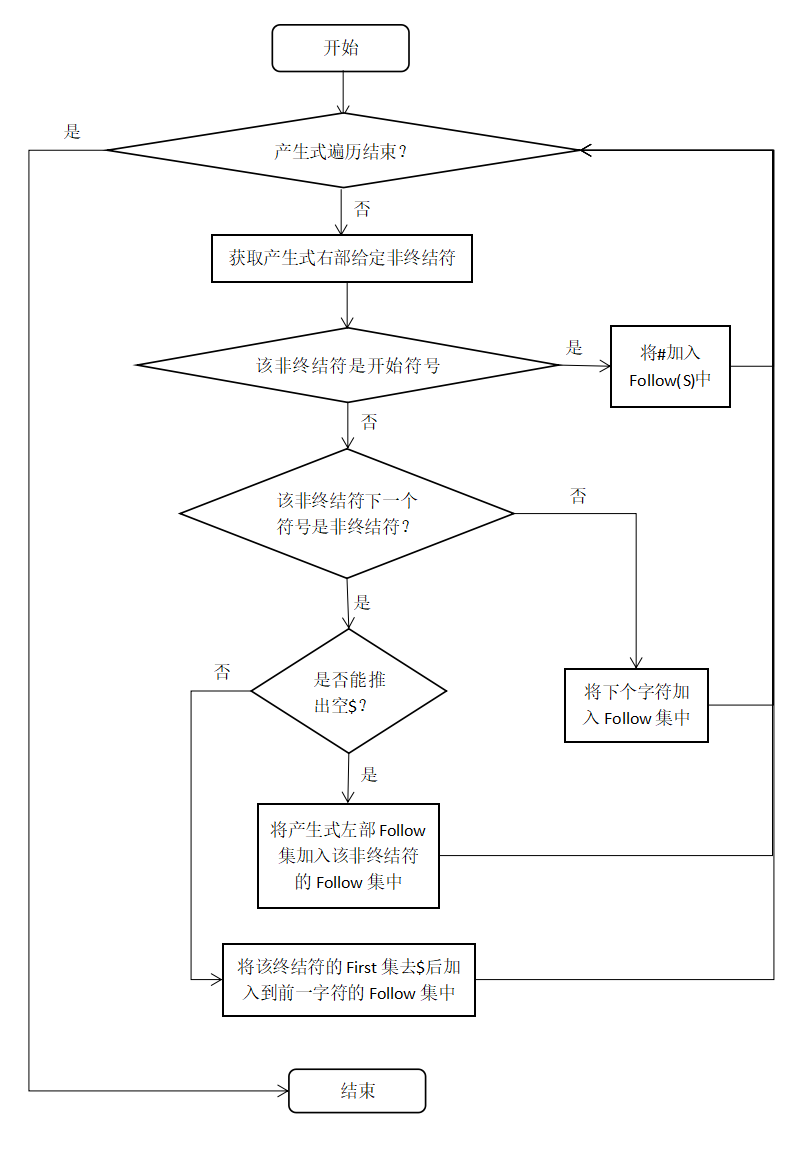 开始
是
产生式遍历结束？
否
获取产生式右部给定非终结符
该非终结符是开始符号
是
将#加入
Follow(S)中
否
该非终结符下一个
符号是非终结符？
否
是
是否能推
出空$？
否
将下个字符加
入 Follow 集中
是
将产生式左部 Follow
集加入该非终结符
的 Follow 集中
将该终结符的 First 集去$后加
入到前一字符的 Follow 集中
结束